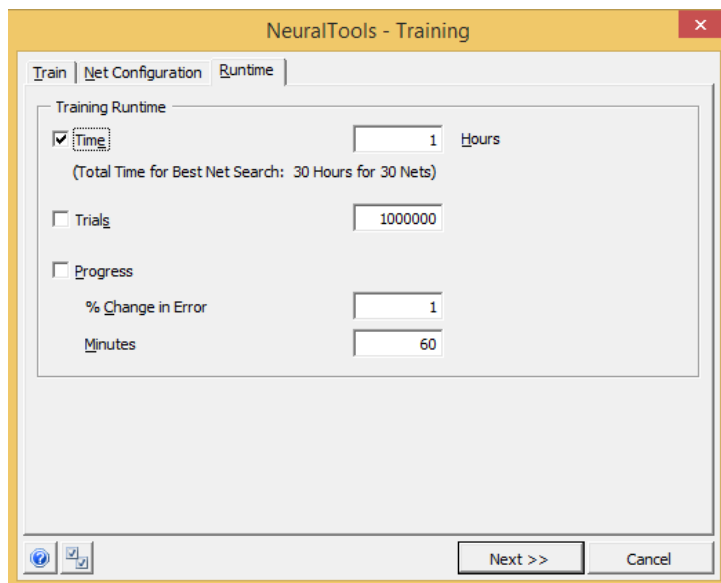 NeuralTools - Training
Train Net Configuration Runtime
Training Runtime
Time 1 Hours
(Total Time for Best Net Search: 30 Hours for 30 Nets)
Trials 1000000
Progress
% Change in Error 1
Minutes 60
Next >> Cancel